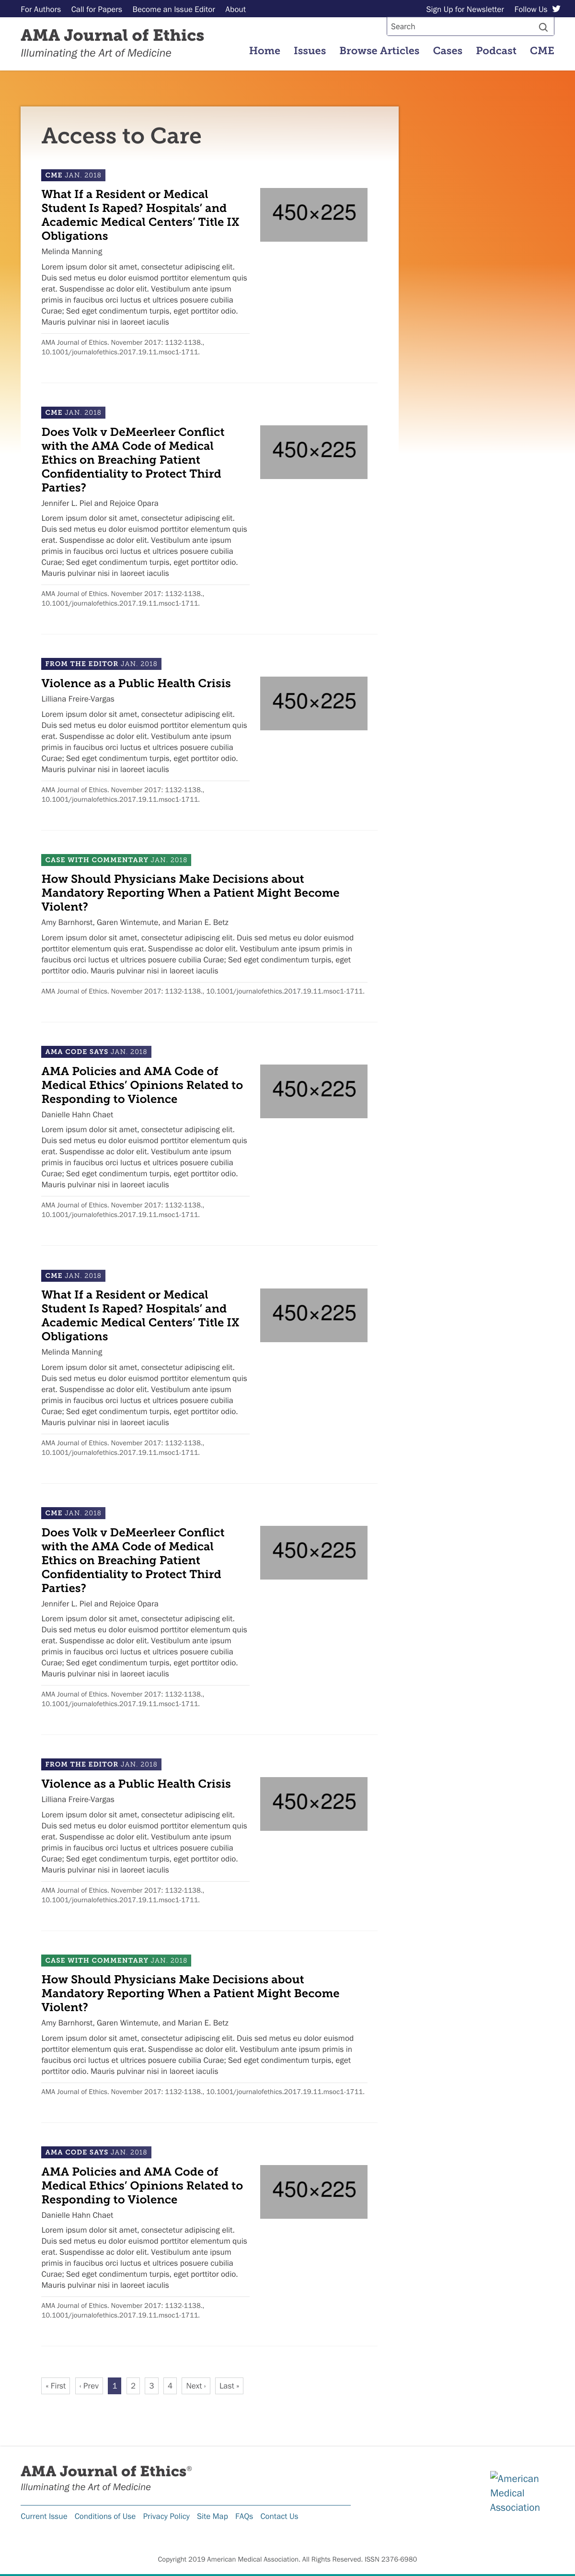 For Authors Call for Papers Become an Issue Editor About Sign Up for Newsletter Follow Us
AMA Journal of Ethics
Illuminating the Art of Medicine
Search
Home Issues Browse Articles Cases Podcast CME
Access to Care
CME JAN. 2018
What If a Resident or Medical
Student Is Raped? Hospitals’ and
Academic Medical Centers’ Title IX
Obligations
450×225
Melinda Manning
Lorem ipsum dolor sit amet, consectetur adipiscing elit.
Duis sed metus eu dolor euismod porttitor elementum quis
erat. Suspendisse ac dolor elit. Vestibulum ante ipsum
primis in faucibus orci luctus et ultrices posuere cubilia
Curae; Sed eget condimentum turpis, eget porttitor odio.
Mauris pulvinar nisi in laoreet iaculis
AMA Journal of Ethics. November 2017: 1132-1138.,
10.1001/journalofethics.2017.19.11.msoc1-1711.
CME JAN. 2018
Does Volk v DeMeerleer Conflict
with the AMA Code of Medical
Ethics on Breaching Patient
Confidentiality to Protect Third
Parties?
450×225
Jennifer L. Piel and Rejoice Opara
Lorem ipsum dolor sit amet, consectetur adipiscing elit.
Duis sed metus eu dolor euismod porttitor elementum quis
erat. Suspendisse ac dolor elit. Vestibulum ante ipsum
primis in faucibus orci luctus et ultrices posuere cubilia
Curae; Sed eget condimentum turpis, eget porttitor odio.
Mauris pulvinar nisi in laoreet iaculis
AMA Journal of Ethics. November 2017: 1132-1138.,
10.1001/journalofethics.2017.19.11.msoc1-1711.
FROM THE EDITOR JAN. 2018
Violence as a Public Health Crisis
450×225
Lilliana Freire-Vargas
Lorem ipsum dolor sit amet, consectetur adipiscing elit.
Duis sed metus eu dolor euismod porttitor elementum quis
erat. Suspendisse ac dolor elit. Vestibulum ante ipsum
primis in faucibus orci luctus et ultrices posuere cubilia
Curae; Sed eget condimentum turpis, eget porttitor odio.
Mauris pulvinar nisi in laoreet iaculis
AMA Journal of Ethics. November 2017: 1132-1138.,
10.1001/journalofethics.2017.19.11.msoc1-1711.
CASE WITH COMMENTARY JAN. 2018
How Should Physicians Make Decisions about
Mandatory Reporting When a Patient Might Become
Violent?
Amy Barnhorst, Garen Wintemute, and Marian E. Betz
Lorem ipsum dolor sit amet, consectetur adipiscing elit. Duis sed metus eu dolor euismod
porttitor elementum quis erat. Suspendisse ac dolor elit. Vestibulum ante ipsum primis in
faucibus orci luctus et ultrices posuere cubilia Curae; Sed eget condimentum turpis, eget
porttitor odio. Mauris pulvinar nisi in laoreet iaculis
AMA Journal of Ethics. November 2017: 1132-1138., 10.1001/journalofethics.2017.19.11.msoc1-1711.
AMA CODE SAYS JAN. 2018
AMA Policies and AMA Code of
Medical Ethics’ Opinions Related to
Responding to Violence
450×225
Danielle Hahn Chaet
Lorem ipsum dolor sit amet, consectetur adipiscing elit.
Duis sed metus eu dolor euismod porttitor elementum quis
erat. Suspendisse ac dolor elit. Vestibulum ante ipsum
primis in faucibus orci luctus et ultrices posuere cubilia
Curae; Sed eget condimentum turpis, eget porttitor odio.
Mauris pulvinar nisi in laoreet iaculis
AMA Journal of Ethics. November 2017: 1132-1138.,
10.1001/journalofethics.2017.19.11.msoc1-1711.
CME JAN. 2018
What If a Resident or Medical
Student Is Raped? Hospitals’ and
Academic Medical Centers’ Title IX
Obligations
450×225
Melinda Manning
Lorem ipsum dolor sit amet, consectetur adipiscing elit.
Duis sed metus eu dolor euismod porttitor elementum quis
erat. Suspendisse ac dolor elit. Vestibulum ante ipsum
primis in faucibus orci luctus et ultrices posuere cubilia
Curae; Sed eget condimentum turpis, eget porttitor odio.
Mauris pulvinar nisi in laoreet iaculis
AMA Journal of Ethics. November 2017: 1132-1138.,
10.1001/journalofethics.2017.19.11.msoc1-1711.
CME JAN. 2018
Does Volk v DeMeerleer Conflict
with the AMA Code of Medical
Ethics on Breaching Patient
Confidentiality to Protect Third
Parties?
450×225
Jennifer L. Piel and Rejoice Opara
Lorem ipsum dolor sit amet, consectetur adipiscing elit.
Duis sed metus eu dolor euismod porttitor elementum quis
erat. Suspendisse ac dolor elit. Vestibulum ante ipsum
primis in faucibus orci luctus et ultrices posuere cubilia
Curae; Sed eget condimentum turpis, eget porttitor odio.
Mauris pulvinar nisi in laoreet iaculis
AMA Journal of Ethics. November 2017: 1132-1138.,
10.1001/journalofethics.2017.19.11.msoc1-1711.
FROM THE EDITOR JAN. 2018
Violence as a Public Health Crisis
450×225
Lilliana Freire-Vargas
Lorem ipsum dolor sit amet, consectetur adipiscing elit.
Duis sed metus eu dolor euismod porttitor elementum quis
erat. Suspendisse ac dolor elit. Vestibulum ante ipsum
primis in faucibus orci luctus et ultrices posuere cubilia
Curae; Sed eget condimentum turpis, eget porttitor odio.
Mauris pulvinar nisi in laoreet iaculis
AMA Journal of Ethics. November 2017: 1132-1138.,
10.1001/journalofethics.2017.19.11.msoc1-1711.
CASE WITH COMMENTARY JAN. 2018
How Should Physicians Make Decisions about
Mandatory Reporting When a Patient Might Become
Violent?
Amy Barnhorst, Garen Wintemute, and Marian E. Betz
Lorem ipsum dolor sit amet, consectetur adipiscing elit. Duis sed metus eu dolor euismod
porttitor elementum quis erat. Suspendisse ac dolor elit. Vestibulum ante ipsum primis in
faucibus orci luctus et ultrices posuere cubilia Curae; Sed eget condimentum turpis, eget
porttitor odio. Mauris pulvinar nisi in laoreet iaculis
AMA Journal of Ethics. November 2017: 1132-1138., 10.1001/journalofethics.2017.19.11.msoc1-1711.
AMA CODE SAYS JAN. 2018
AMA Policies and AMA Code of
Medical Ethics’ Opinions Related to
Responding to Violence
450×225
Danielle Hahn Chaet
Lorem ipsum dolor sit amet, consectetur adipiscing elit.
Duis sed metus eu dolor euismod porttitor elementum quis
erat. Suspendisse ac dolor elit. Vestibulum ante ipsum
primis in faucibus orci luctus et ultrices posuere cubilia
Curae; Sed eget condimentum turpis, eget porttitor odio.
Mauris pulvinar nisi in laoreet iaculis
AMA Journal of Ethics. November 2017: 1132-1138.,
10.1001/journalofethics.2017.19.11.msoc1-1711.
« First ‹ Prev 1 2 3 4 Next › Last »
AMA Journal of Ethics®
Illuminating the Art of Medicine
American
Medical
Association
Current Issue Conditions of Use Privacy Policy Site Map FAQs Contact Us
Copyright 2019 American Medical Association. All Rights Reserved. ISSN 2376-6980